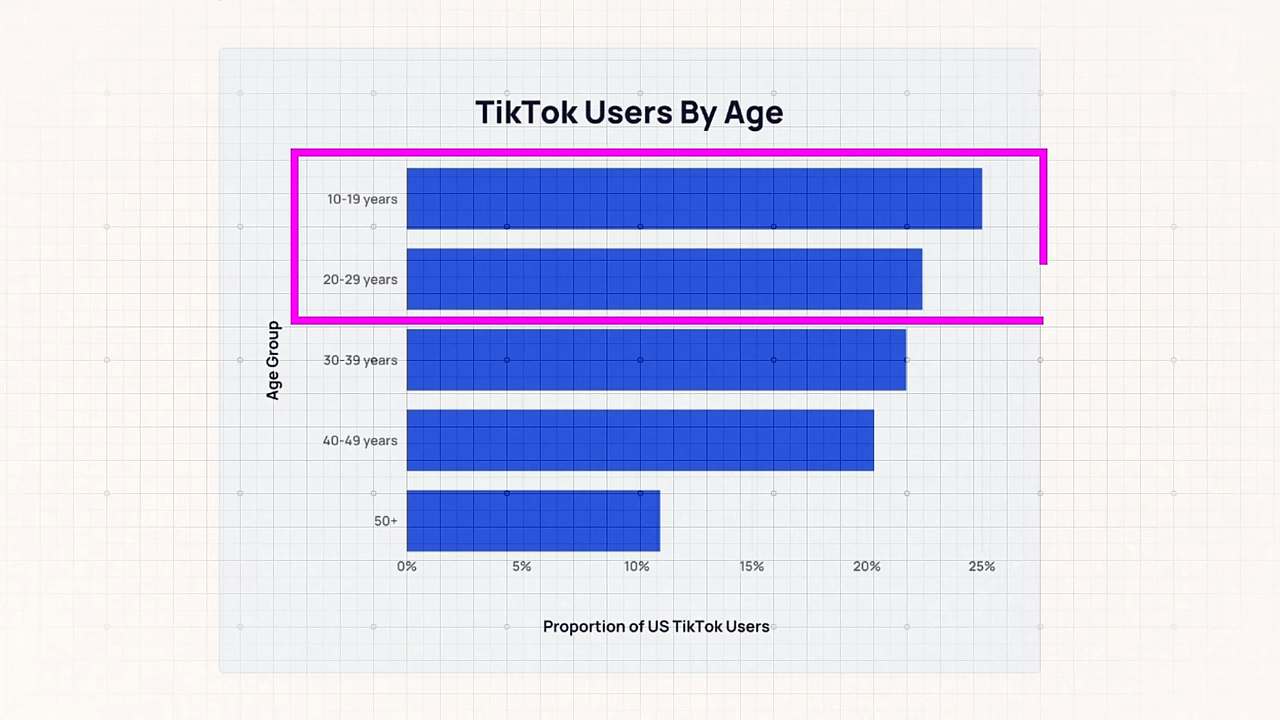 TikTok Users By Age
10-19 years
20-29 years
30-39 years
40-49 years
50+
Age Group
0% 5% 10% 15% 20% 25%
Proportion of US TikTok Users